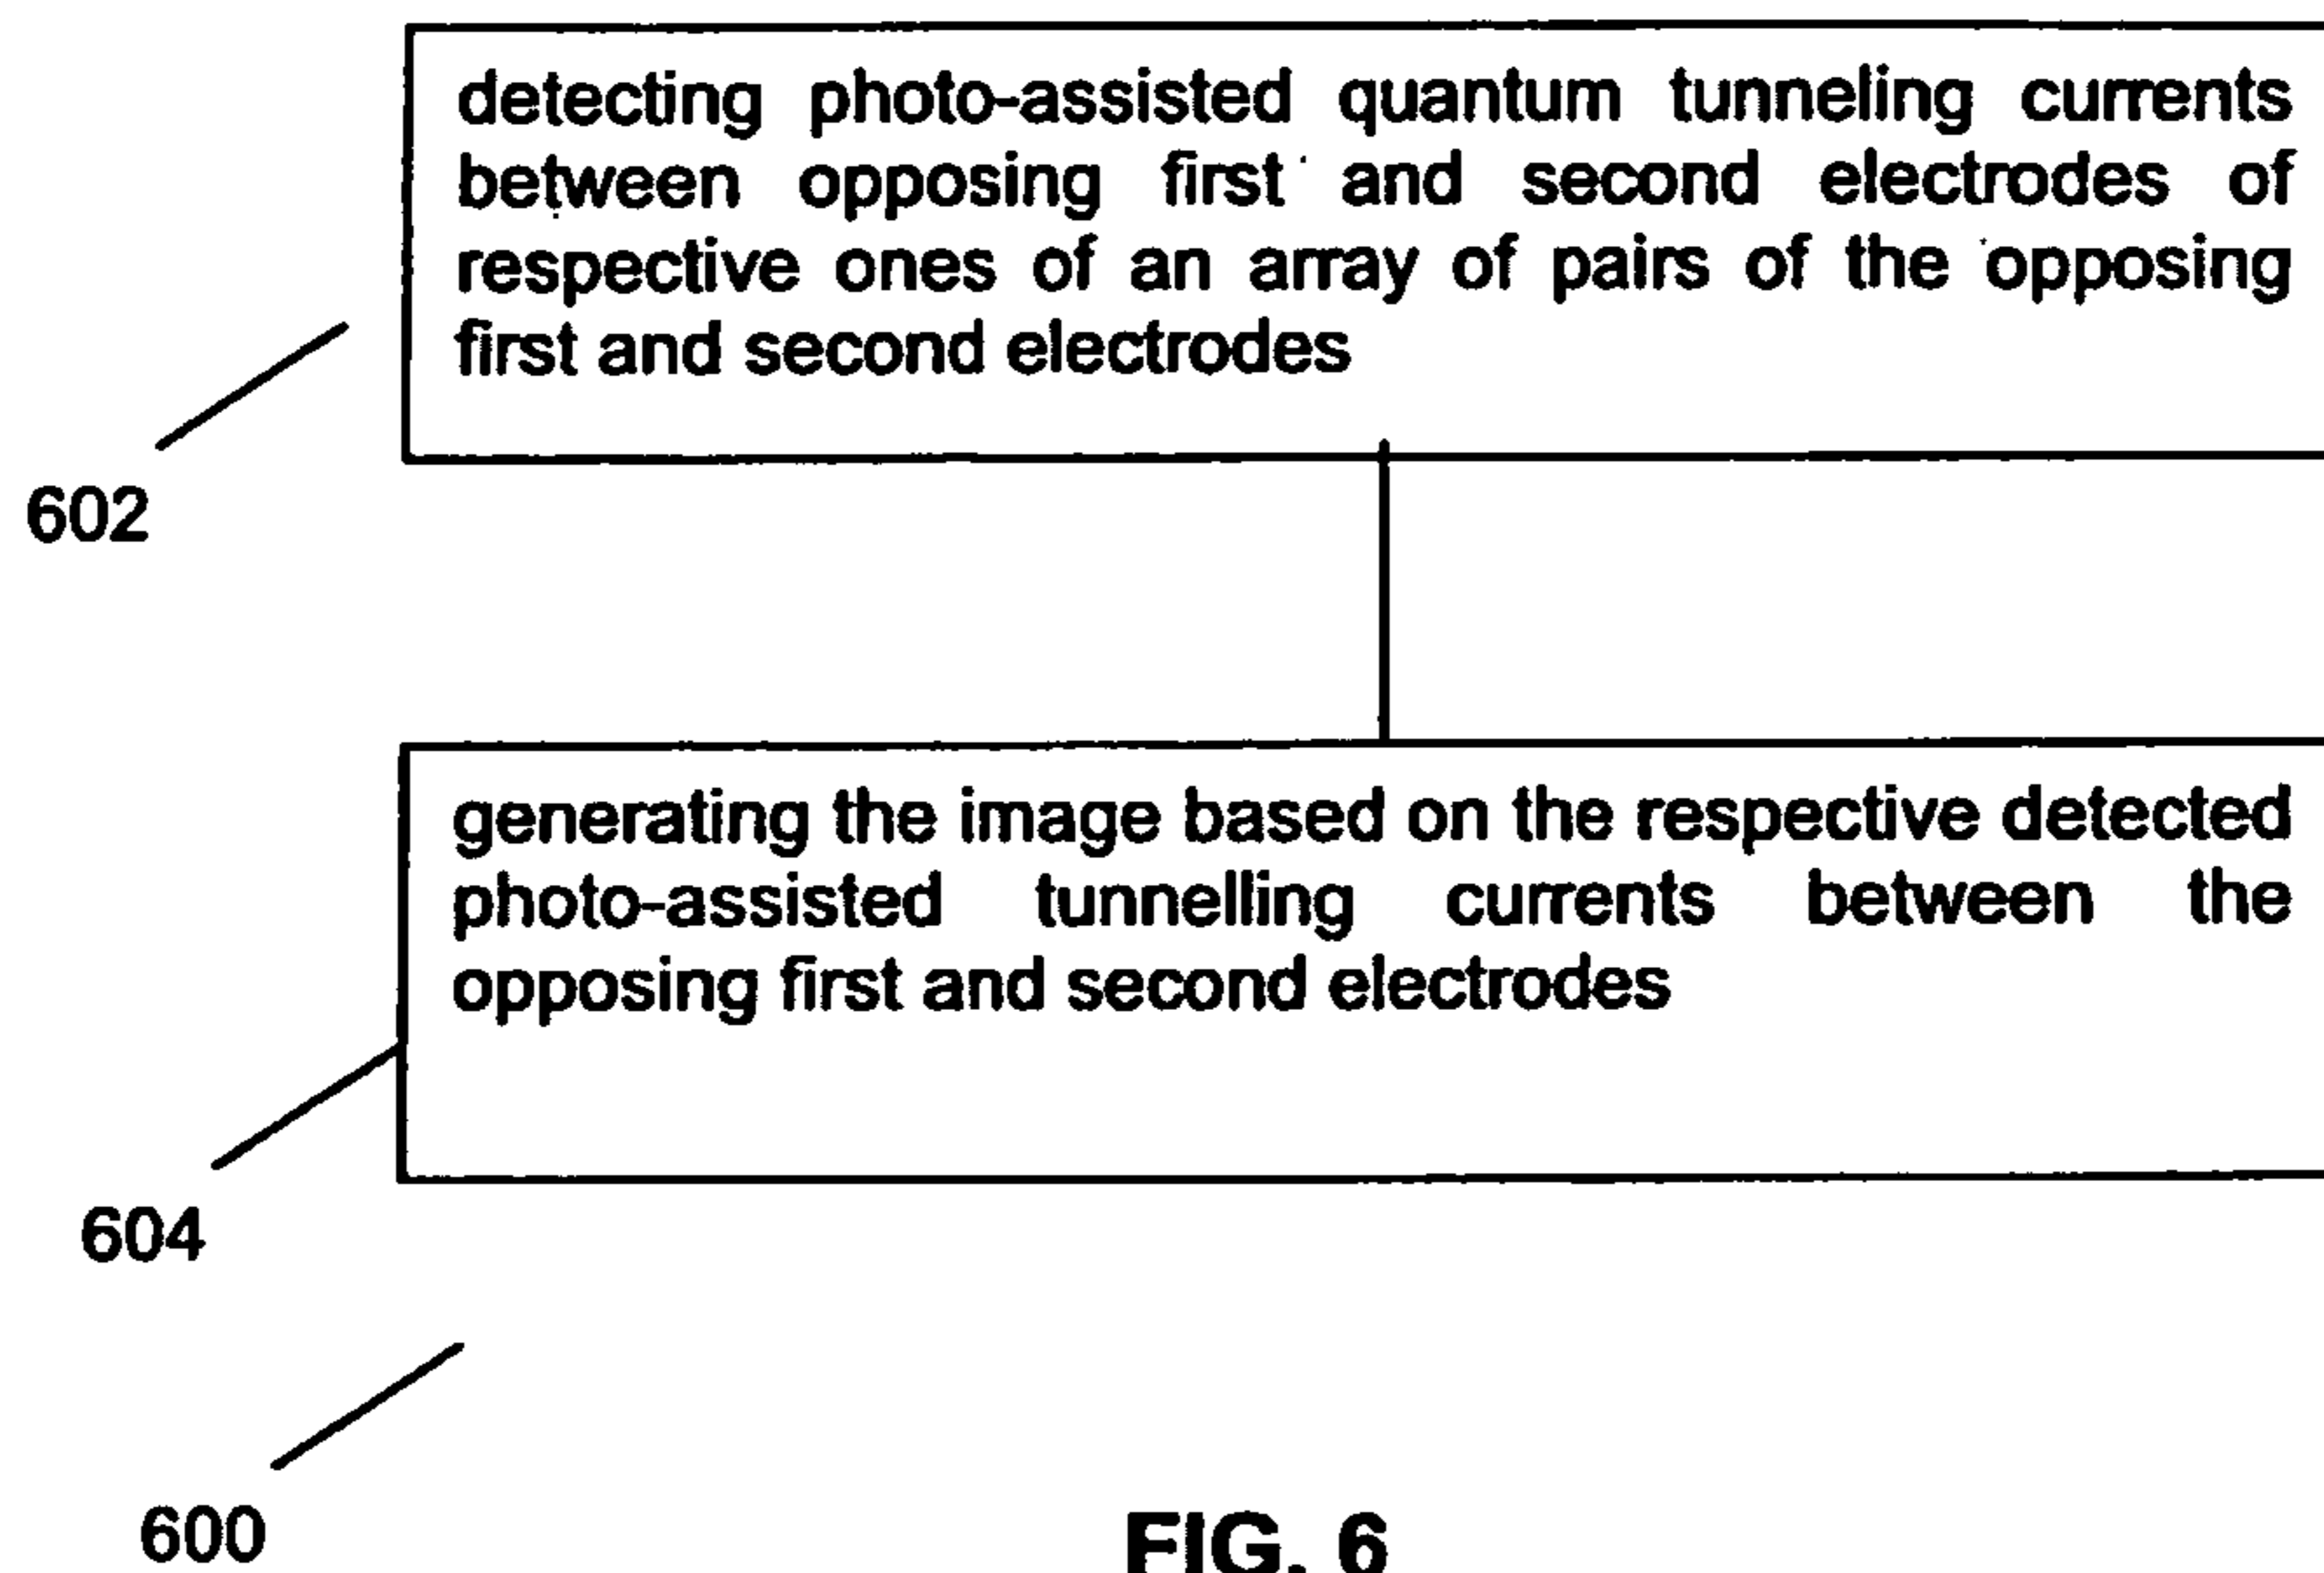 detecting photo-assisted quantum tunneling currents
between opposing first and second electrodes of
respective ones of an array of pairs of the opposing
first and second electrodes
602
generating the image based on the respective detected
photo-assisted tunnelling currents between the
opposing first and second electrodes
604
600
FIG. 6